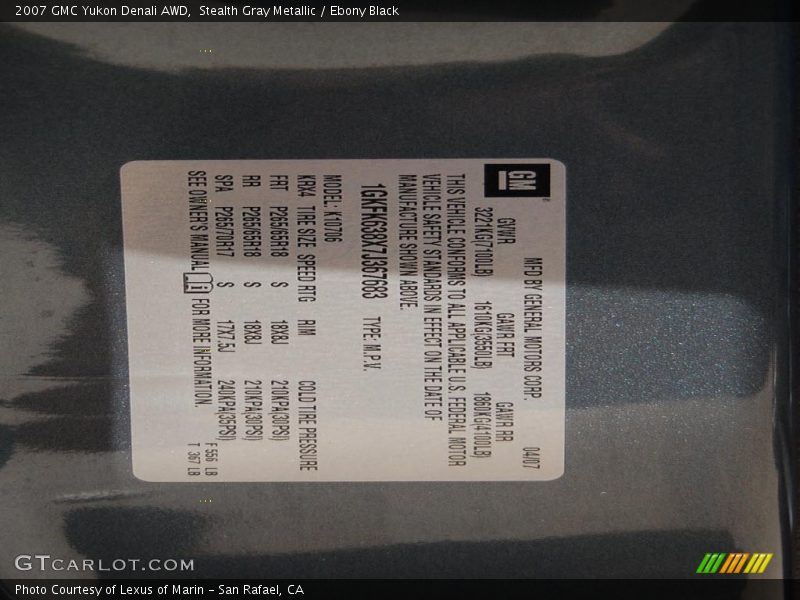 2007 GMC Yukon Denali AWD,  Stealth Gray Metallic / Ebony Black
GM
MFD BY GENERAL MOTORS CORP. 04/07
GVWR GAWR FRT GAWR RR
3221KG(7100LB) 1610KG(3550LB) 1860KG(4100LB)
THIS VEHICLE CONFORMS TO ALL APPLICABLE U.S. FEDERAL MOTOR
VEHICLE SAFETY STANDARDS IN EFFECT ON THE DATE OF
MANUFACTURE SHOWN ABOVE.
1GKFK638X7J367683 TYPE: M.P.V.
MODEL: K10706
KRX4 TIRE SIZE SPEED RTG RIM COLD TIRE PRESSURE
FRT P265/65R18 S 18X8J 210KPA(30PSI)
RR P265/65R18 S 18X8J 210KPA(30PSI)
SPA P265/70R17 S 17X7.5J 240KPA(35PSI)
SEE OWNER'S MANUAL FOR MORE INFORMATION.
F 556 LB
T 367 LB
GTCARLOT.COM
Photo Courtesy of Lexus of Marin – San Rafael, CA